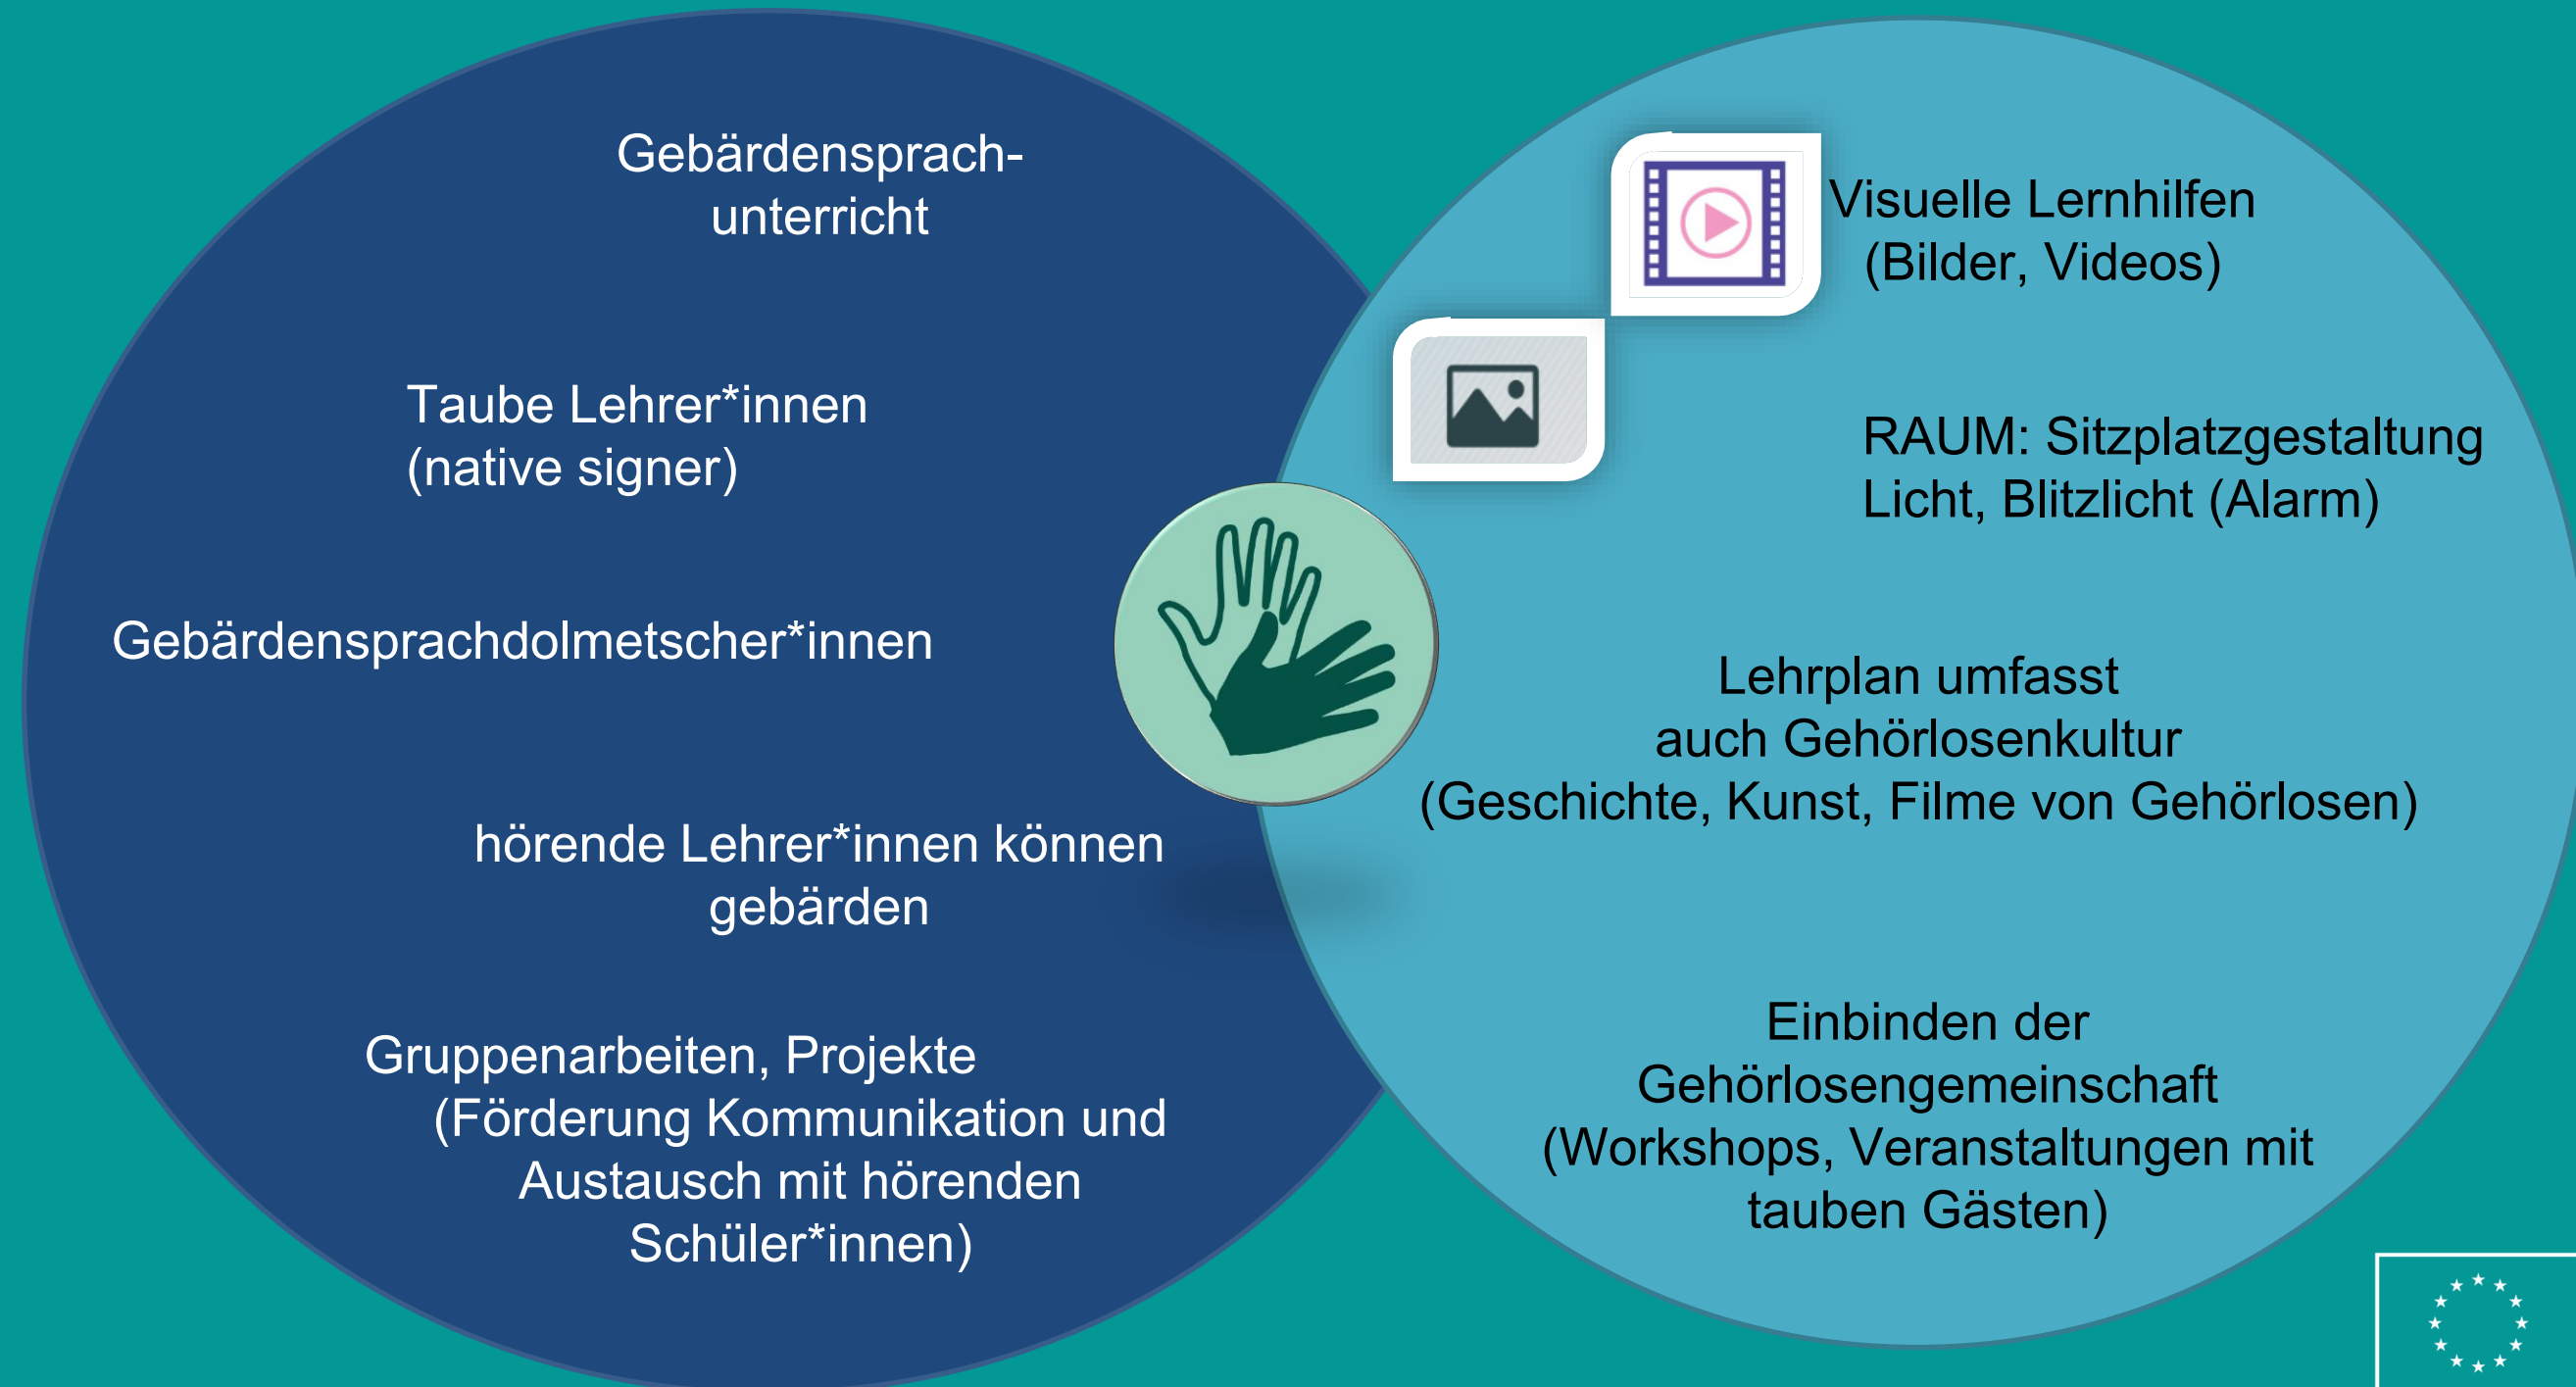 Gebärdensprach-
unterricht
Taube Lehrer*innen
(native signer)
Gebärdensprachdolmetscher*innen
hörende Lehrer*innen können
gebärden
Gruppenarbeiten, Projekte
(Förderung Kommunikation und
Austausch mit hörenden
Schüler*innen)
Visuelle Lernhilfen
(Bilder, Videos)
RAUM: Sitzplatzgestaltung
Licht, Blitzlicht (Alarm)
Lehrplan umfasst
auch Gehörlosenkultur
(Geschichte, Kunst, Filme von Gehörlosen)
Einbinden der
Gehörlosengemeinschaft
(Workshops, Veranstaltungen mit
tauben Gästen)